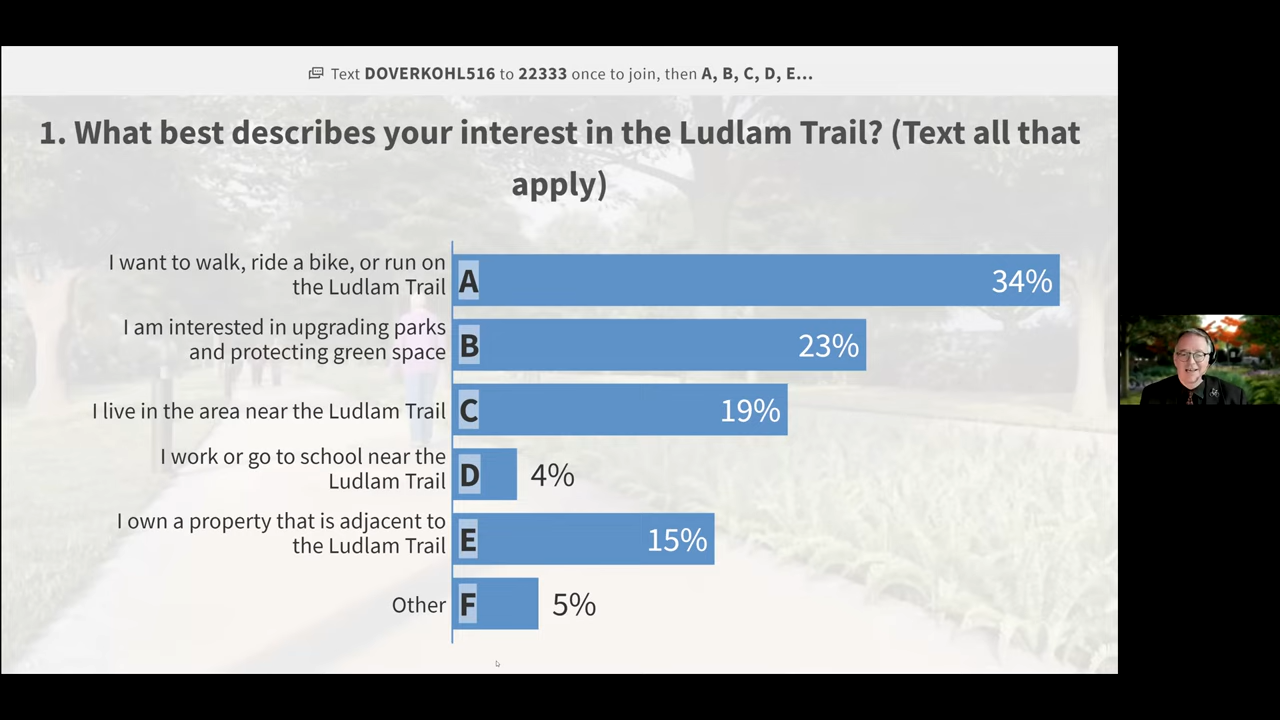 Text DOVERKOHL516 to 22333 once to join, then A, B, C, D, E...
1. What best describes your interest in the Ludlam Trail? (Text all that
apply)
I want to walk, ride a bike, or run on
the Ludlam Trail
A
34%
I am interested in upgrading parks
and protecting green space
B
23%
I live in the area near the Ludlam Trail
C
19%
I work or go to school near the
Ludlam Trail
D
4%
I own a property that is adjacent to
the Ludlam Trail
E
15%
Other
F
5%